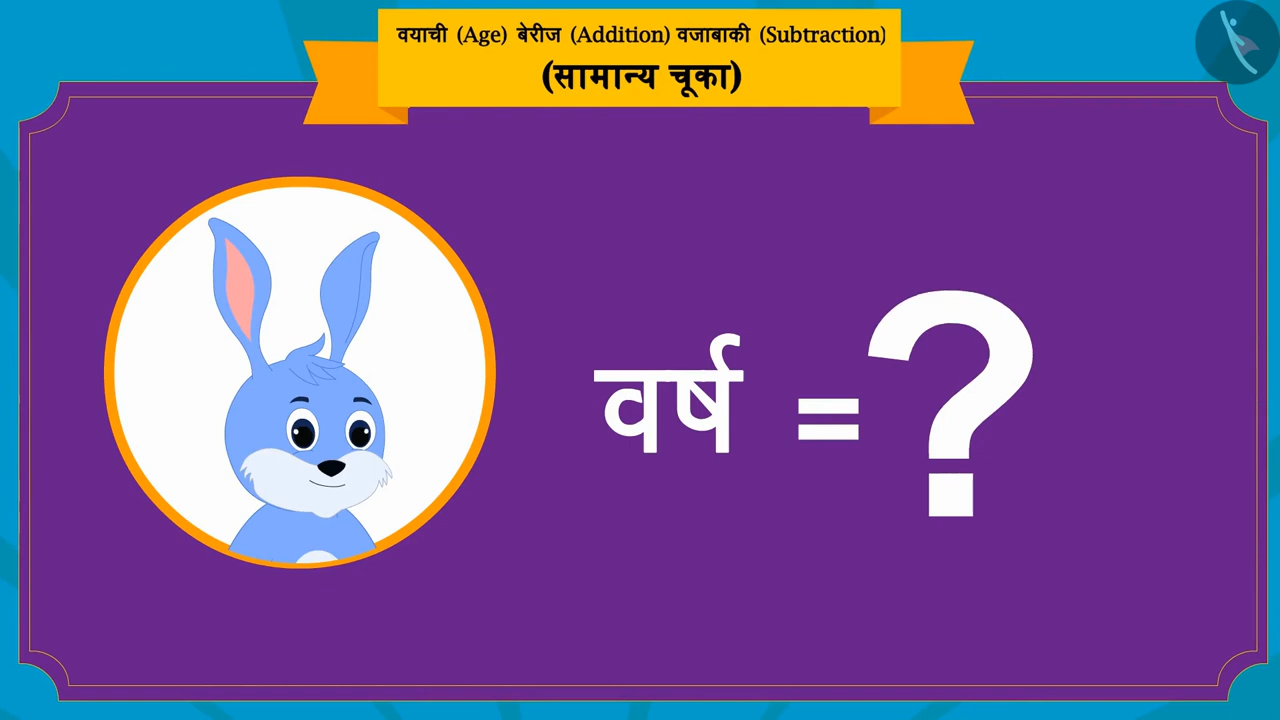 वयाची (Age) बेरीज (Addition) वजाबाकी (Subtraction)
(सामान्य चूका)
वर्ष = ?